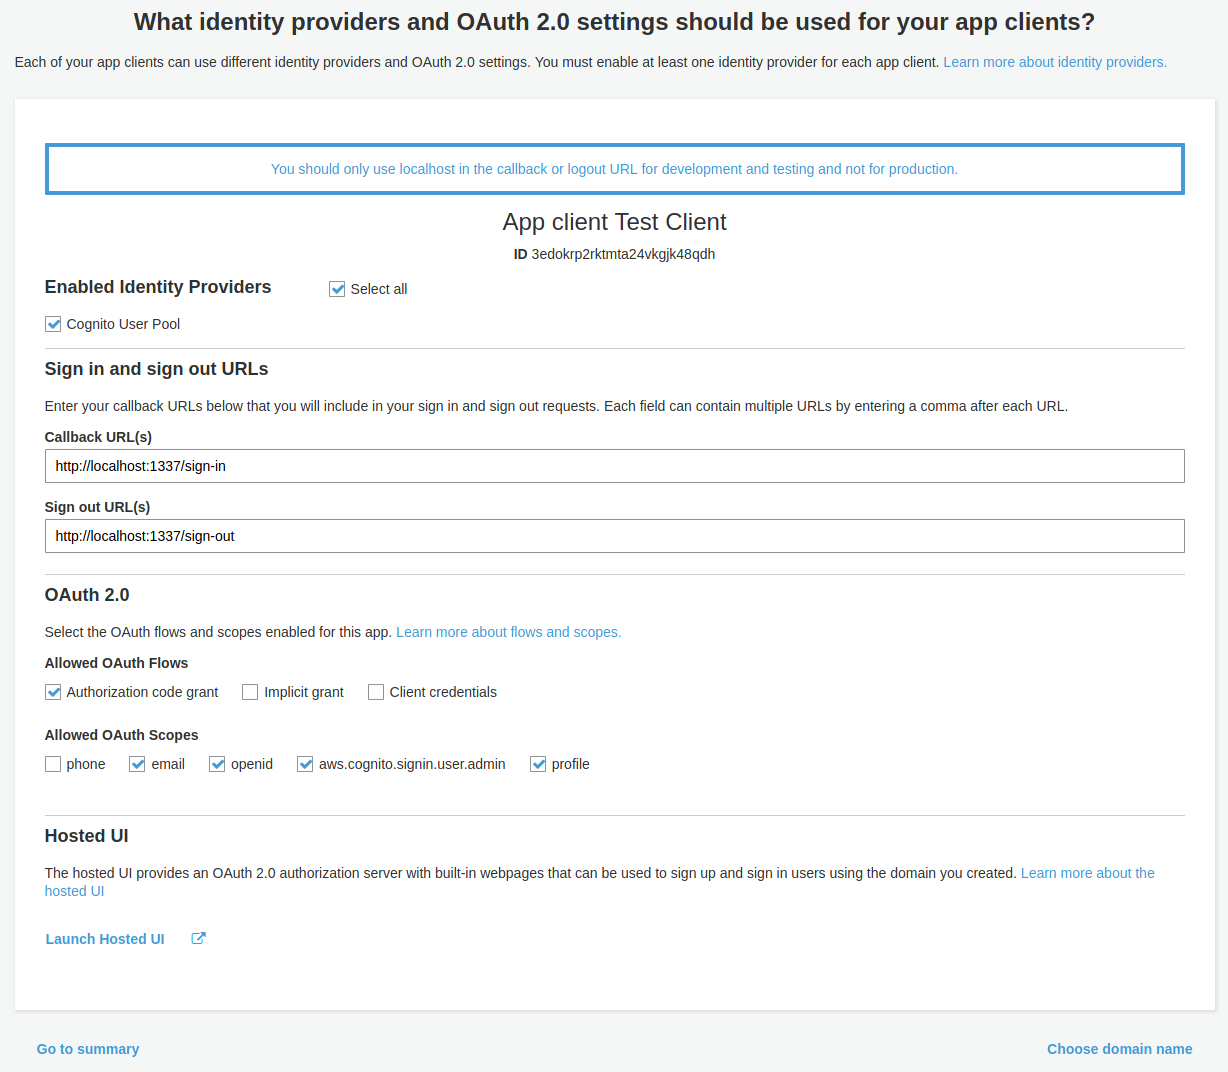 What identity providers and OAuth 2.0 settings should be used for your app clients?
Each of your app clients can use different identity providers and OAuth 2.0 settings. You must enable at least one identity provider for each app client. Learn more about identity providers.
You should only use localhost in the callback or logout URL for development and testing and not for production.
App client Test Client
ID 3edokrp2rktmta24vkgjk48qdh
Enabled Identity Providers Select all
Cognito User Pool
Sign in and sign out URLs
Enter your callback URLs below that you will include in your sign in and sign out requests. Each field can contain multiple URLs by entering a comma after each URL.
Callback URL(s)
http://localhost:1337/sign-in
Sign out URL(s)
http://localhost:1337/sign-out
OAuth 2.0
Select the OAuth flows and scopes enabled for this app. Learn more about flows and scopes.
Allowed OAuth Flows
Authorization code grant Implicit grant Client credentials
Allowed OAuth Scopes
phone email openid aws.cognito.signin.user.admin profile
Hosted UI
The hosted UI provides an OAuth 2.0 authorization server with built-in webpages that can be used to sign up and sign in users using the domain you created. Learn more about the
hosted UI
Launch Hosted UI
Go to summary Choose domain name